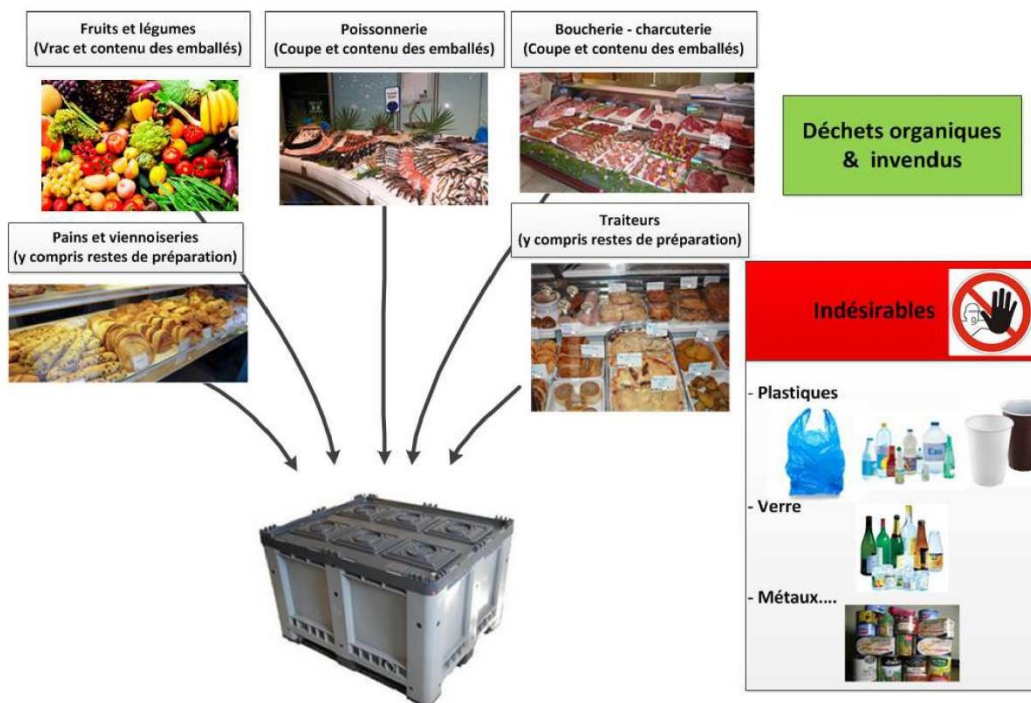 Fruits et légumes
(Vrac et contenu des emballés)
Poissonnerie
(Coupe et contenu des emballés)
Boucherie - charcuterie
(Coupe et contenu des emballés)
Déchets organiques
& invendus
Pains et viennoiseries
(y compris restes de préparation)
Traiteurs
(y compris restes de préparation)
Indésirables
- Plastiques
Eau
- Verre
- Métaux....